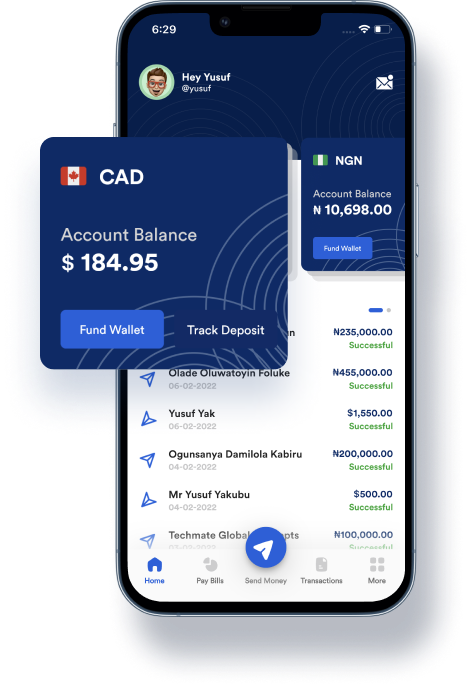 6:29
Hey Yusuf
@yusuf
CAD
Account Balance
$ 184.95
Fund Wallet
Track Deposit
NGN
Account Balance
₦ 10,698.00
Fund Wallet
₦235,000.00
Successful
Olade Oluwatoyin Foluke
06-02-2022
₦455,000.00
Successful
Yusuf Yak
06-02-2022
$1,550.00
Successful
Ogunsanya Damilola Kabiru
04-02-2022
₦200,000.00
Successful
Mr Yusuf Yakubu
04-02-2022
$500.00
Successful
Techmate Global
03-02-2022
₦100,000.00
Successful
Home
Pay Bills
Send Money
Transactions
More